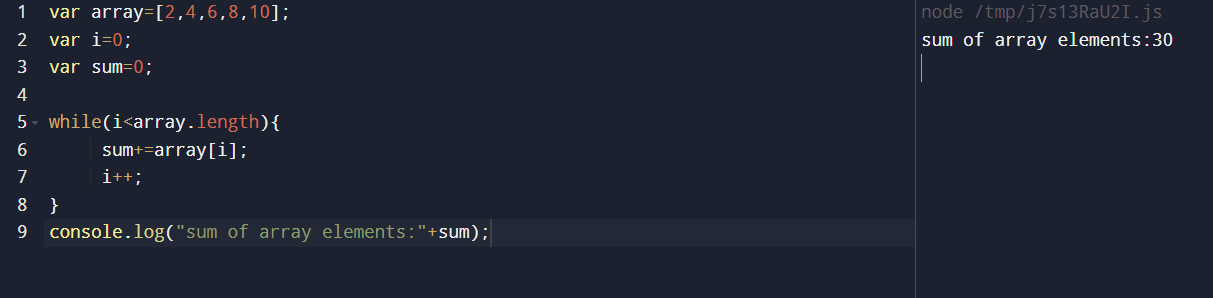 1 var array=[2,4,6,8,10];
2 var i=0;
3 var sum=0;
4
5 while(i<array.length){
6 sum+=array[i];
7 i++;
8 }
9 console.log("sum of array elements:"+sum);
node /tmp/j7s13RaU2I.js
sum of array elements:30